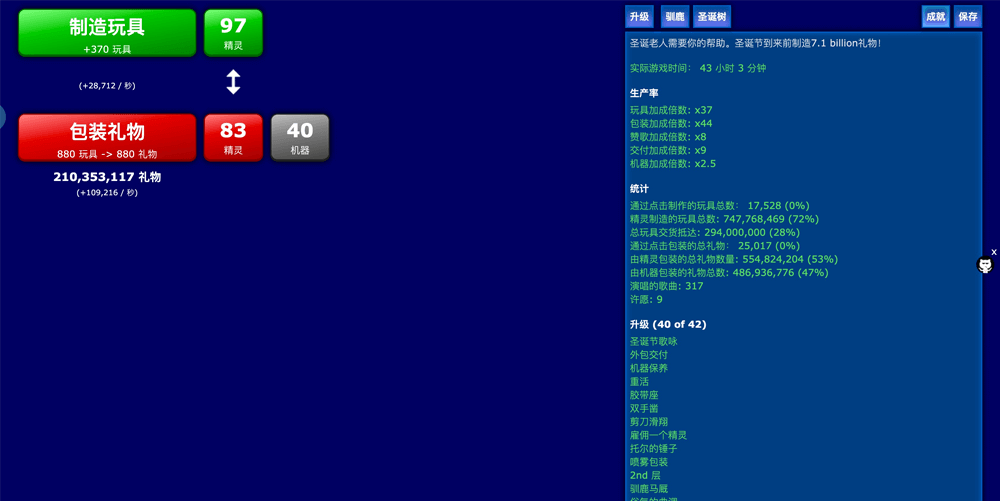 制造玩具
+370 玩具
97
精灵
(+28,712 / 秒)
包装礼物
880 玩具 -> 880 礼物
83
精灵
40
机器
210,353,117 礼物
(+109,216 / 秒)
升级
驯鹿
圣诞树
成就
保存
圣诞老人需要你的帮助。圣诞节到来前制造7.1 billion礼物!
实际游戏时间: 43 小时 3 分钟
生产率
玩具加成倍数: x37
包装加成倍数: x44
赞歌加成倍数: x8
交付加成倍数: x9
机器加成倍数: x2.5
统计
通过点击制作的玩具总数: 17,528 (0%)
精灵制造的玩具总数: 747,768,469 (72%)
总玩具交货抵达: 294,000,000 (28%)
通过点击包装的总礼物: 25,017 (0%)
由精灵包装的总礼物数量: 554,824,204 (53%)
由机器包装的礼物总数: 486,936,776 (47%)
演唱的歌曲: 317
许愿: 9
升级 (40 of 42)
圣诞节歌咏
外包交付
机器保养
重活
胶带座
双手凿
剪刀滑翔
雇佣一个精灵
托尔的锤子
喷雾包装
2nd 层
驯鹿马厩
x